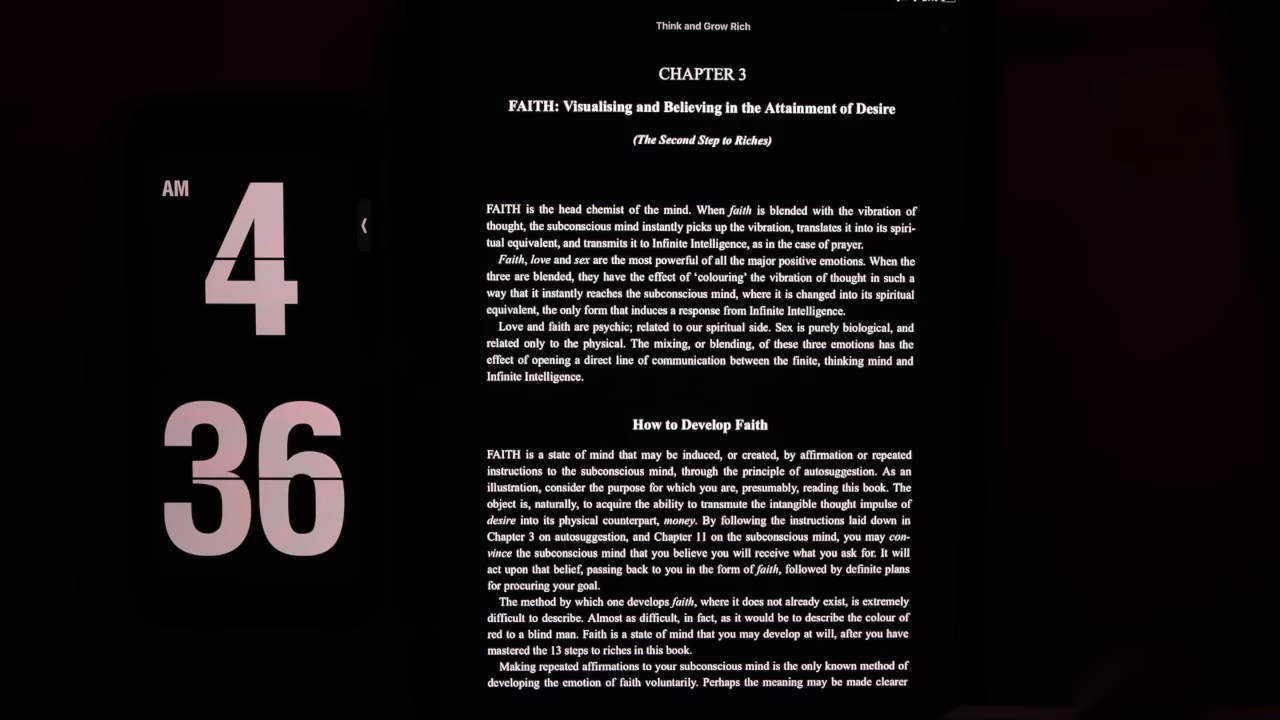 Think and Grow Rich
CHAPTER 3
FAITH: Visualising and Believing in the Attainment of Desire
(The Second Step to Riches)
FAITH is the head chemist of the mind. When faith is blended with the vibration of
thought, the subconscious mind instantly picks up the vibration, translates it into its spiri-
tual equivalent, and transmits it to Infinite Intelligence, as in the case of prayer.
Faith, love and sex are the most powerful of all the major positive emotions. When the
three are blended, they have the effect of ‘colouring’ the vibration of thought in such a
way that it instantly reaches the subconscious mind, where it is changed into its spiritual
equivalent, the only form that induces a response from Infinite Intelligence.
Love and faith are psychic; related to our spiritual side. Sex is purely biological, and
related only to the physical. The mixing, or blending, of these three emotions has the
effect of opening a direct line of communication between the finite, thinking mind and
Infinite Intelligence.
How to Develop Faith
FAITH is a state of mind that may be induced, or created, by affirmation or repeated
instructions to the subconscious mind, through the principle of autosuggestion. As an
illustration, consider the purpose for which you are, presumably, reading this book. The
object is, naturally, to acquire the ability to transmute the intangible thought impulse of
desire into its physical counterpart, money. By following the instructions laid down in
Chapter 3 on autosuggestion, and Chapter 11 on the subconscious mind, you may con-
vince the subconscious mind that you believe you will receive what you ask for. It will
act upon that belief, passing back to you in the form of faith, followed by definite plans
for procuring your goal.
The method by which one develops faith, where it does not already exist, is extremely
difficult to describe. Almost as difficult, in fact, as it would be to describe the colour of
red to a blind man. Faith is a state of mind that you may develop at will, after you have
mastered the 13 steps to riches in this book.
Making repeated affirmations to your subconscious mind is the only known method of
developing the emotion of faith voluntarily. Perhaps the meaning may be made clearer
AM
4
36